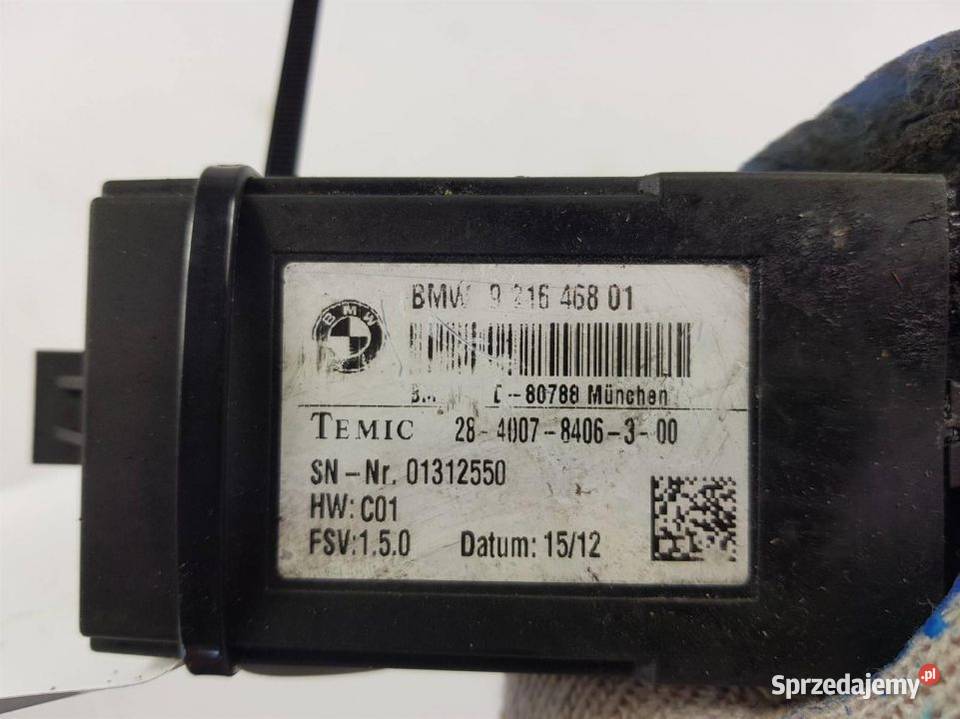 BMW 9 216 468 01
BMW
D-80788 München
TEMIC 28-4007-8406-3-00
SN-Nr. 01312550
HW: C01
FSV:1.5.0 Datum: 15/12
Sprzedajemy.pl